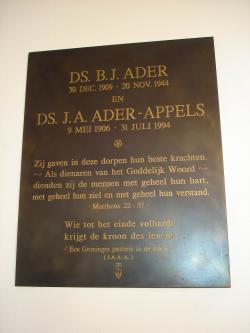 DS. B.J. ADER
30 DEC. 1909 - 20 NOV. 1944
EN
DS. J.A. ADER-APPELS
9 MEI 1906 - 31 JULI 1994
Zij gaven in deze dorpen hun beste krachten.
Als dienaren van het Goddelijk Woord
dienden zij de mensen met geheel hun hart,
met geheel hun ziel en met geheel hun verstand.
- Mattheus 22 - 37 -
Wie tot het einde volhardt
krijgt de kroon des levens.
Een Groninger pastorie in de storm
(J.A.A.-A.)